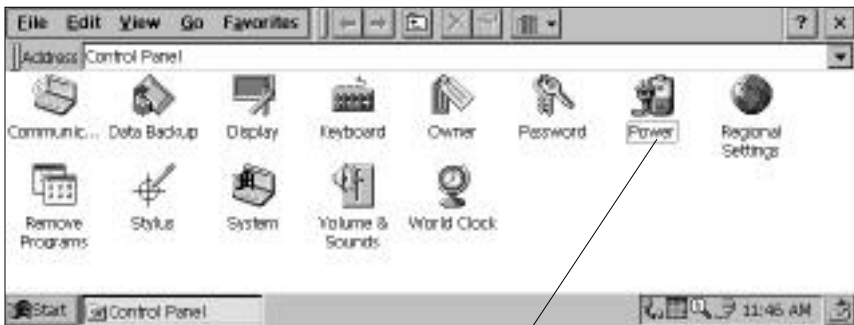 File Edit View Go Favorites ? ×
Address Control Panel
Communic... Data Backup Display Keyboard Owner Password Power Regional Settings
Remove Programs Stylus System Volume & Sounds World Clock
Start Control Panel 11:46 AM